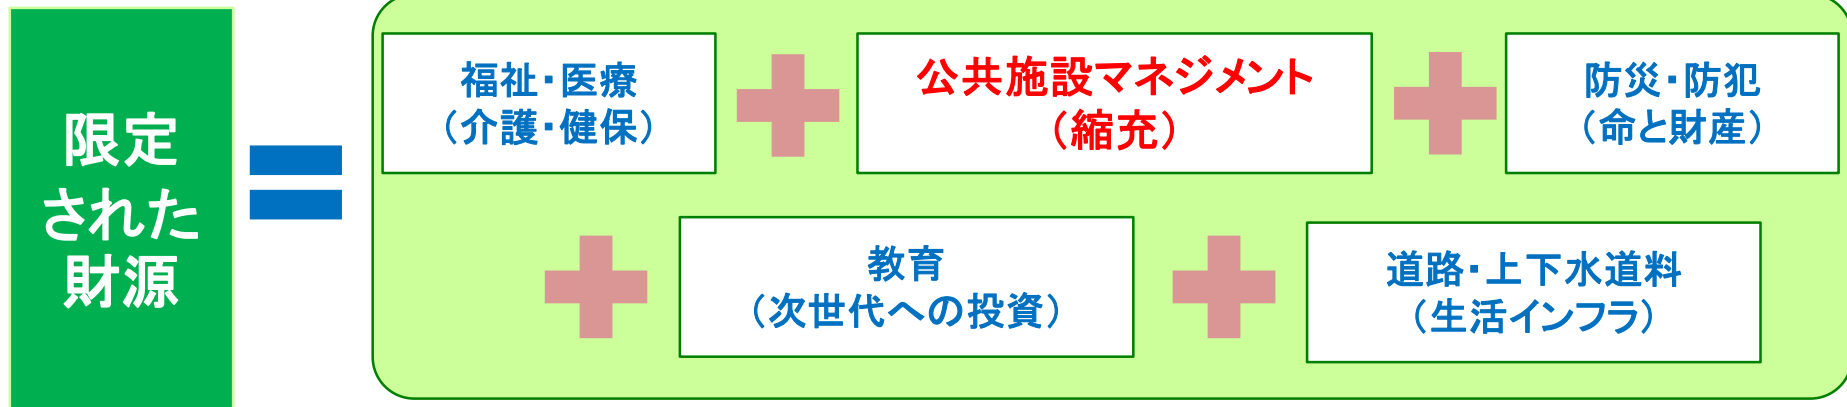 限定
された
財源
福祉・医療
（介護・健保）
公共施設マネジメント
（縮充）
防災・防犯
（命と財産）
教育
（次世代への投資）
道路・上下水道料
（生活インフラ）